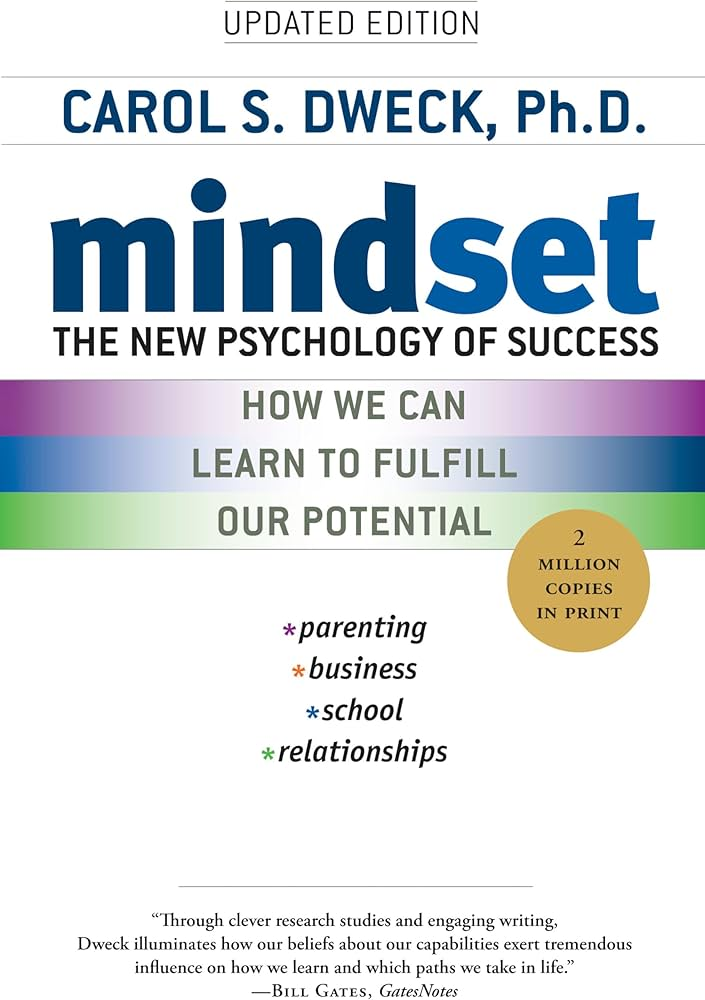 UPDATED EDITION
CAROL S. DWECK, Ph.D.
mindset
THE NEW PSYCHOLOGY OF SUCCESS
HOW WE CAN
LEARN TO FULFILL
OUR POTENTIAL
2
MILLION
COPIES
IN PRINT
*parenting
*business
*school
*relationships
“Through clever research studies and engaging writing,
Dweck illuminates how our beliefs about our capabilities exert tremendous
influence on how we learn and which paths we take in life.”
—BILL GATES, GatesNotes